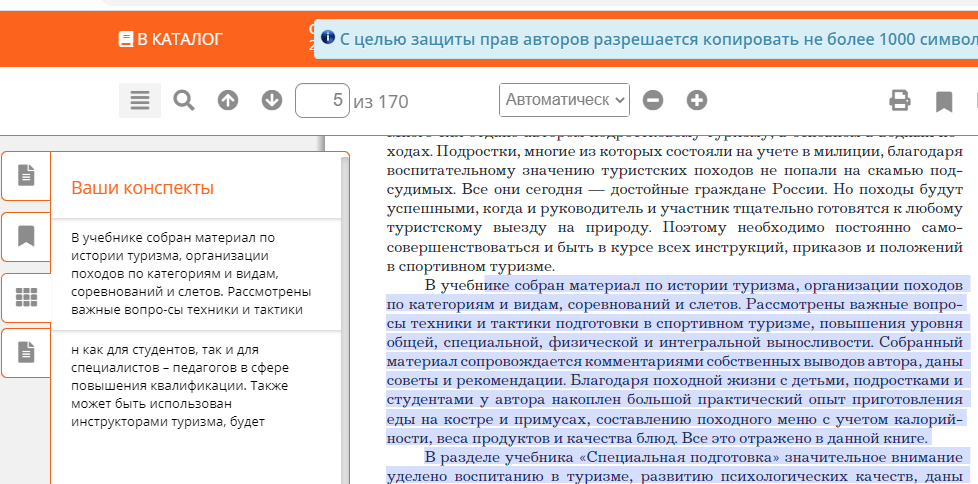 В КАТАЛОГ
С целью защиты прав авторов разрешается копировать не более 1000 символ
5 из 170
Автоматическ
Ваши конспекты
В учебнике собран материал по
истории туризма, организации
походов по категориям и видам,
соревнований и слетов. Рассмотрены
важные вопро-сы техники и тактики
н как для студентов, так и для
специалистов – педагогов в сфере
повышения квалификации. Также
может быть использован
инструкторами туризма, будет
ходах. Подростки, многие из которых состояли на учете в милиции, благодаря
воспитательному значению туристских походов не попали на скамью под-
судимых. Все они сегодня — достойные граждане России. Но походы будут
успешными, когда и руководитель и участник тщательно готовятся к любому
туристскому выезду на природу. Поэтому необходимо постоянно само-
совершенствоваться и быть в курсе всех инструкций, приказов и положений
в спортивном туризме.
В учебнике собран материал по истории туризма, организации походов
по категориям и видам, соревнований и слетов. Рассмотрены важные вопро-
сы техники и тактики подготовки в спортивном туризме, повышения уровня
общей, специальной, физической и интегральной выносливости. Собранный
материал сопровождается комментариями собственных выводов автора, даны
советы и рекомендации. Благодаря походной жизни с детьми, подростками и
студентами у автора накоплен большой практический опыт приготовления
еды на костре и примусах, составлению походного меню с учетом калорий-
ности, веса продуктов и качества блюд. Все это отражено в данной книге.
В разделе учебника «Специальная подготовка» значительное внимание
уделено воспитанию в туризме, развитию психологических качеств, даны